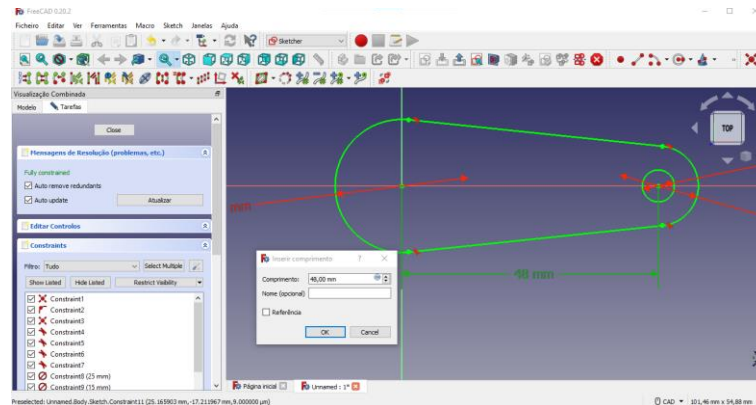 FreeCAD 0.20.2
Ficheiro Editar Ver Ferramentas Macro Sketch Janelas Ajuda
Sketcher
Visualização Combinada
Modelo Tarefas
Close
Mensagens de Resolução (problemas, etc.)
Fully constrained
Auto remove redundants
Auto update Atualizar
Editar Controlos
Constraints
Filtro: Tudo Select Multiple
Show Listed Hide Listed Restrict Visibility
Constraint1
Constraint2
Constraint3
Constraint4
Constraint5
Constraint6
Constraint7
Constraint8 (25 mm)
Constraint9 (15 mm)
TOP
mm
48 mm
Inserir comprimento ? ×
Comprimento: 48,00 mm
Nome (opcional)
Referência
OK Cancel
Página inicial Unnamed : 1*
Preselected: Unnamed.Body.Sketch.Constraint11 (25.165903 mm,-17.211967 mm,9.000000 µm) CAD 101,46 mm x 54,88 mm